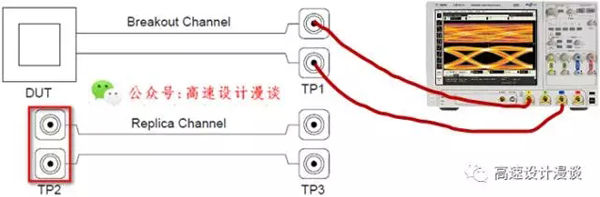 Breakout Channel
DUT
TP1
公众号:高速设计漫谈
Replica Channel
TP2
TP3
高速设计漫谈